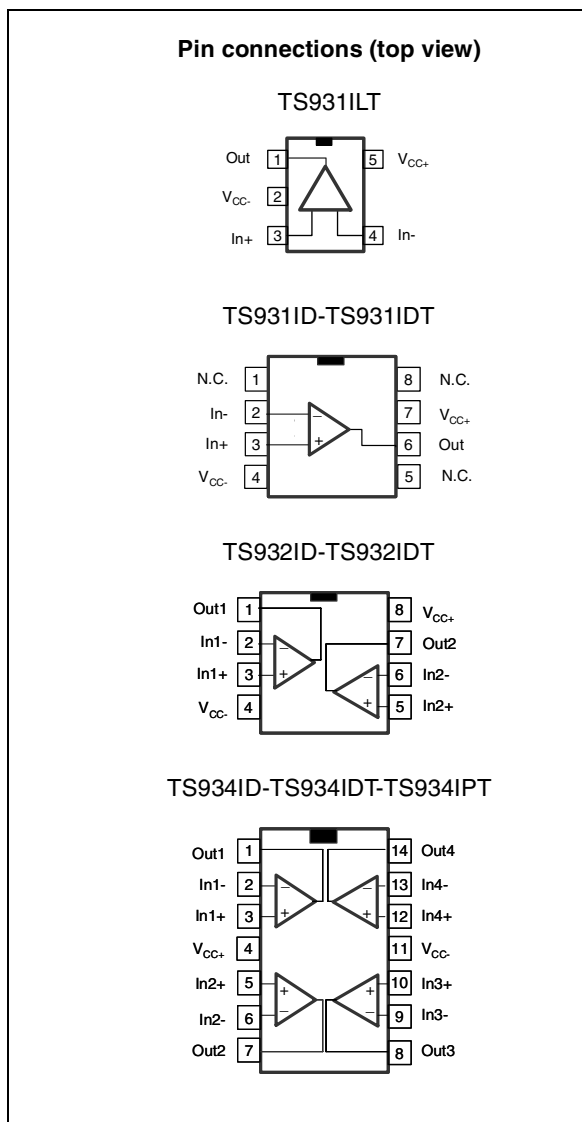 Pin connections (top view)
TS931ILT
Out 1 5 VCC+
VCC- 2
In+ 3 4 In-
TS931ID-TS931IDT
N.C. 1 8 N.C.
In- 2 − 7 VCC+
In+ 3 + 6 Out
VCC- 4 5 N.C.
TS932ID-TS932IDT
Out1 1 8 VCC+
In1- 2 − 7 Out2
In1+ 3 + − 6 In2-
VCC- 4 + 5 In2+
TS934ID-TS934IDT-TS934IPT
Out1 1 14 Out4
In1- 2 − − 13 In4-
In1+ 3 + + 12 In4+
VCC+ 4 11 VCC-
In2+ 5 + + 10 In3+
In2- 6 − − 9 In3-
Out2 7 8 Out3